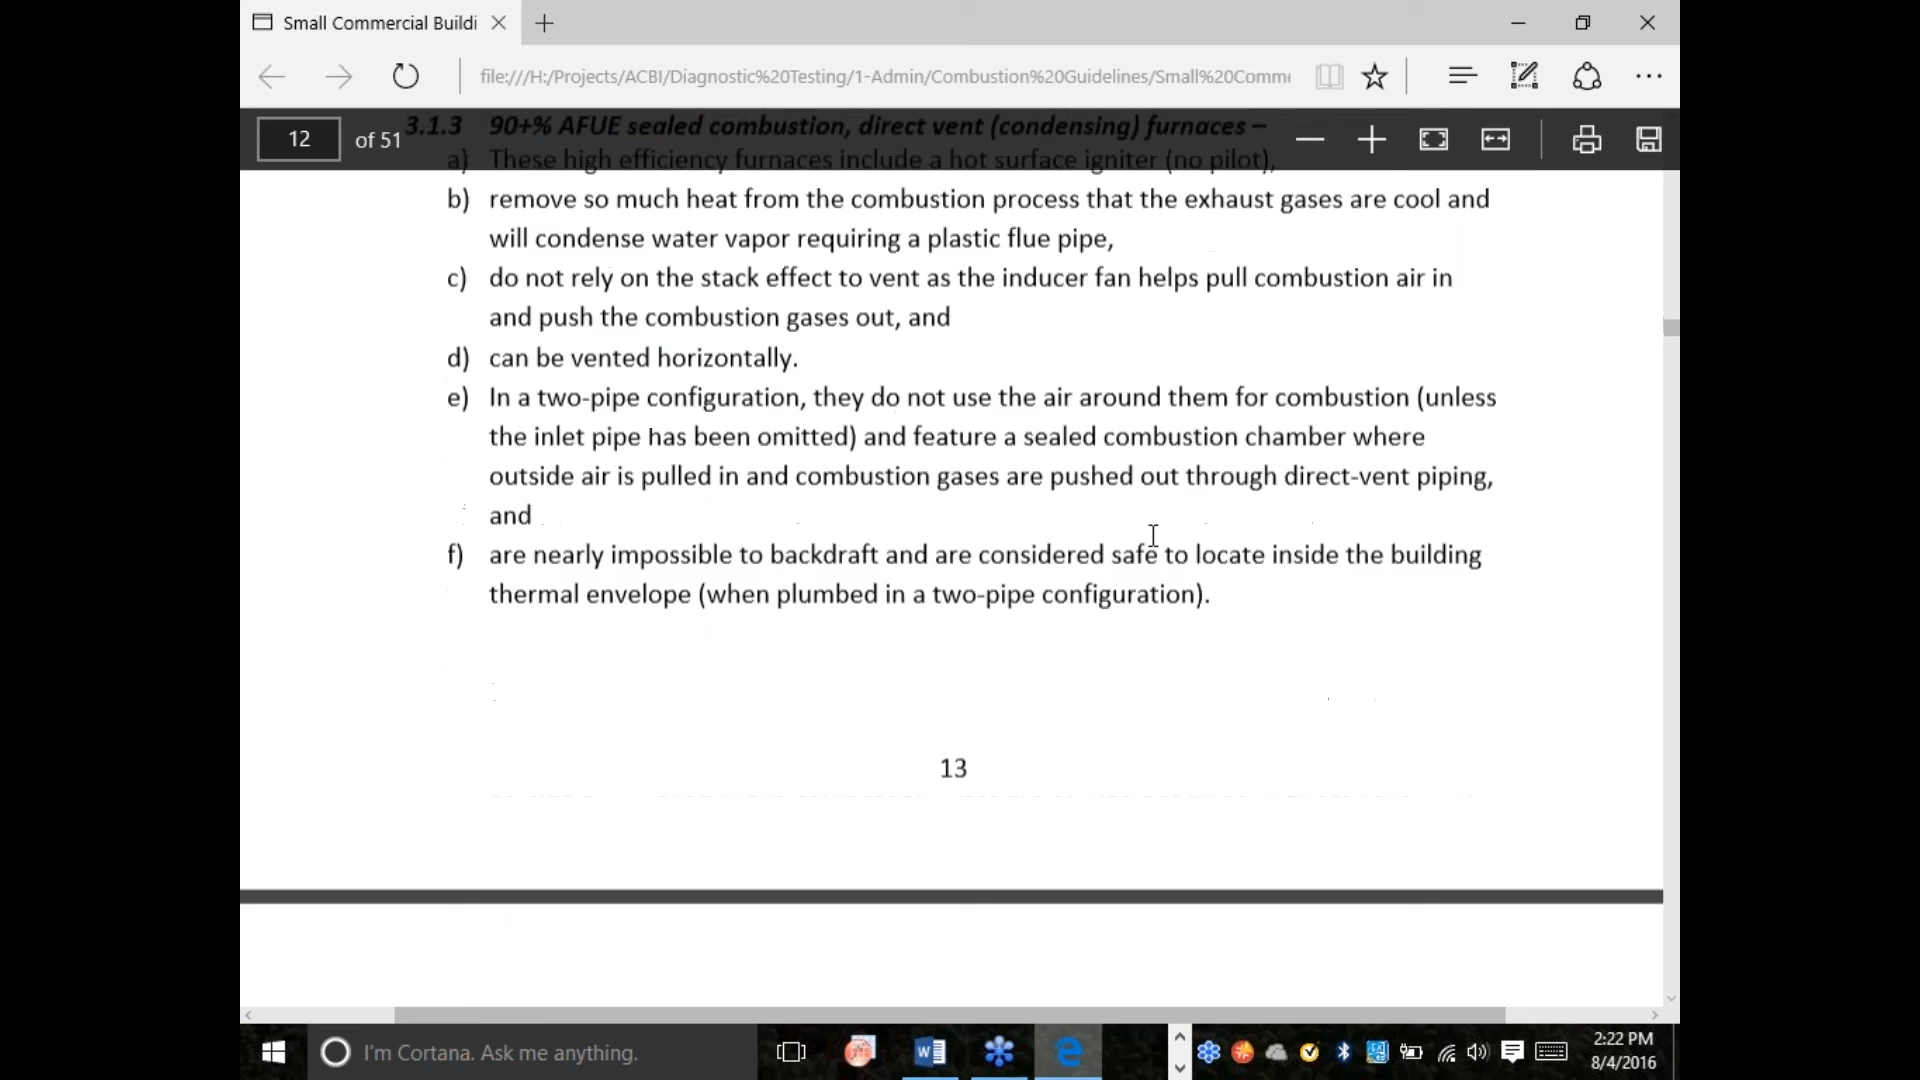 Small Commercial Buildi
file:///H:/Projects/ACBI/Diagnostic%20Testing/1-Admin/Combustion%20Guidelines/Small%20Comme
12 of 51
3.1.3 90+% AFUE sealed combustion, direct vent (condensing) furnaces –
a) These high efficiency furnaces include a hot surface igniter (no pilot),
b) remove so much heat from the combustion process that the exhaust gases are cool and
will condense water vapor requiring a plastic flue pipe,
c) do not rely on the stack effect to vent as the inducer fan helps pull combustion air in
and push the combustion gases out, and
d) can be vented horizontally.
e) In a two-pipe configuration, they do not use the air around them for combustion (unless
the inlet pipe has been omitted) and feature a sealed combustion chamber where
outside air is pulled in and combustion gases are pushed out through direct-vent piping,
and
f) are nearly impossible to backdraft and are considered safe to locate inside the building
thermal envelope (when plumbed in a two-pipe configuration).
13
I'm Cortana. Ask me anything.
2:22 PM
8/4/2016